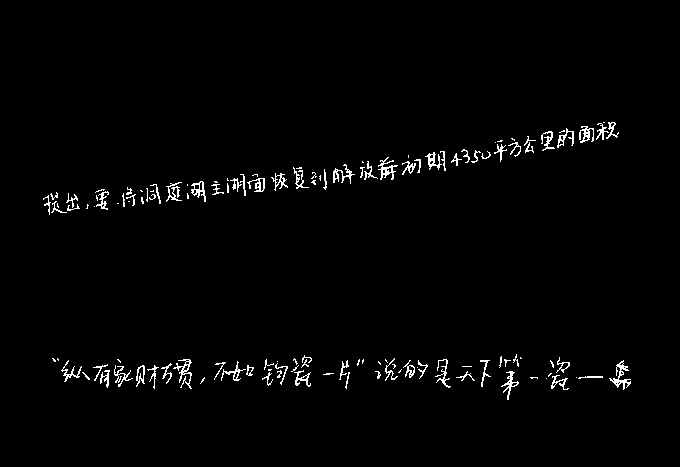 提出,要将洞庭湖主湖面恢复到解放前初期4350平方公里的面积
“纵有家财万贯,不如钧瓷一片”说的是天下第一瓷——